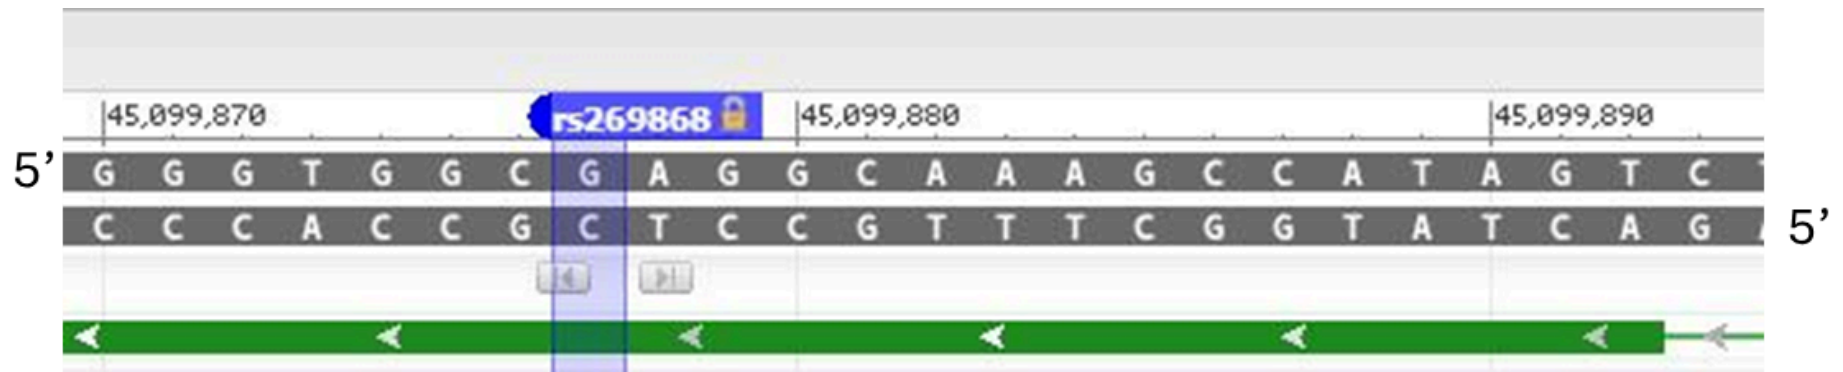 |45,099,870 rs269868 |45,099,880 |45,099,890
5’ G G G T G G C G A G G C A A A G C C A T A G T C
C C C A C C G C T C C G T T T C G G T A T C A G 5’